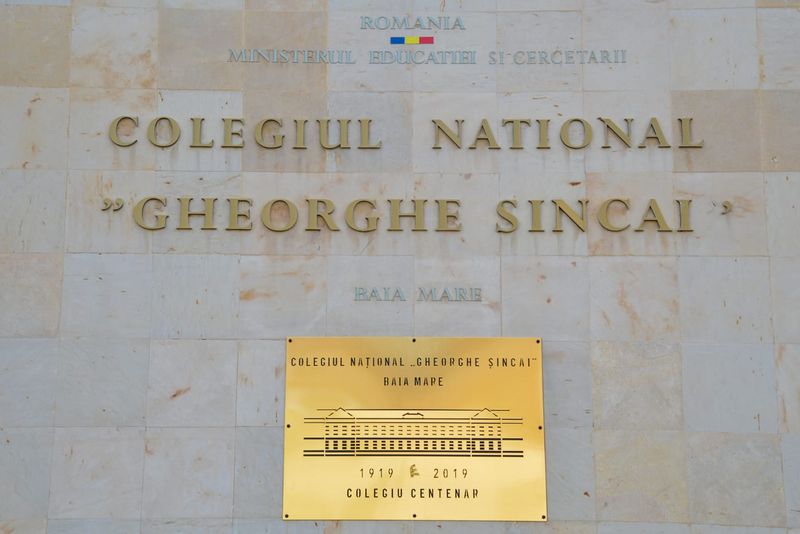 ROMANIA
MINISTERUL EDUCATIEI SI CERCETARII
COLEGIUL NATIONAL
„GHEORGHE SINCAI ’
BAIA MARE
COLEGIUL NAȚIONAL „GHEORGHE ȘINCAI”
BAIA MARE
1919 2019
COLEGIU CENTENAR